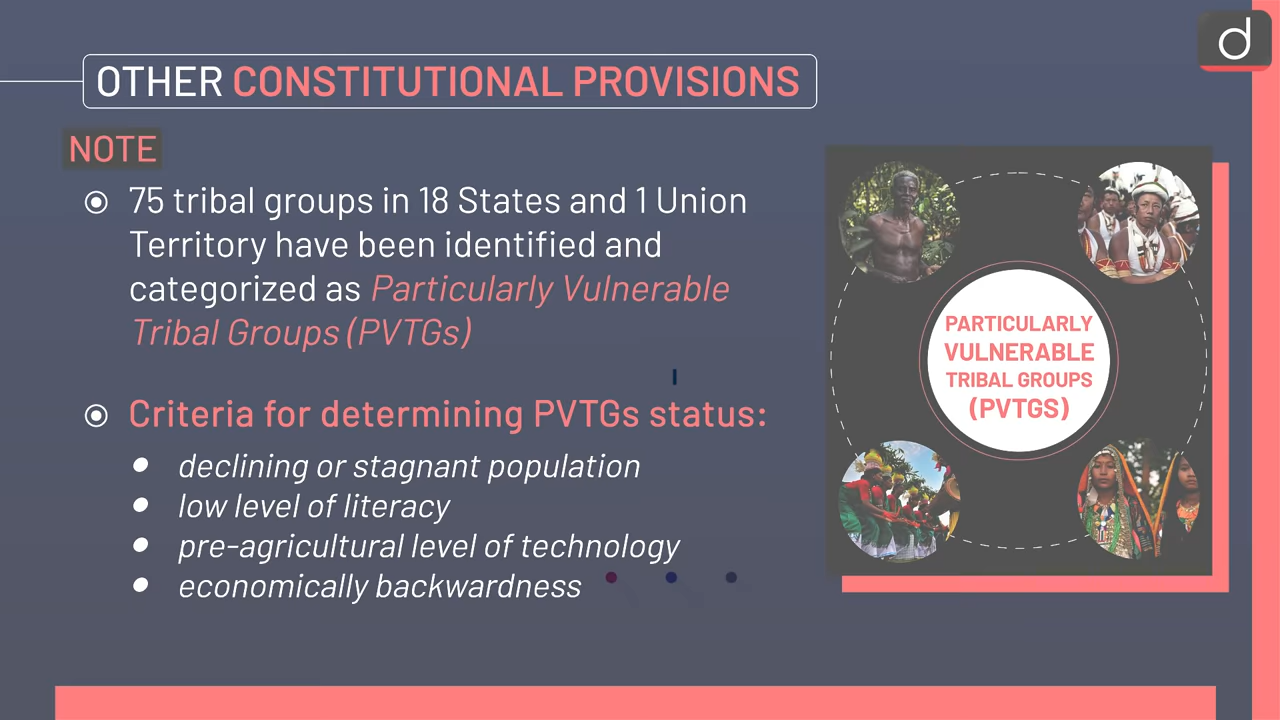 d
OTHER CONSTITUTIONAL PROVISIONS
NOTE
75 tribal groups in 18 States and 1 Union
Territory have been identified and
categorized as Particularly Vulnerable
Tribal Groups (PVTGs)
Criteria for determining PVTGs status:
declining or stagnant population
low level of literacy
pre-agricultural level of technology
economically backwardness
PARTICULARLY
VULNERABLE
TRIBAL GROUPS
(PVTGS)